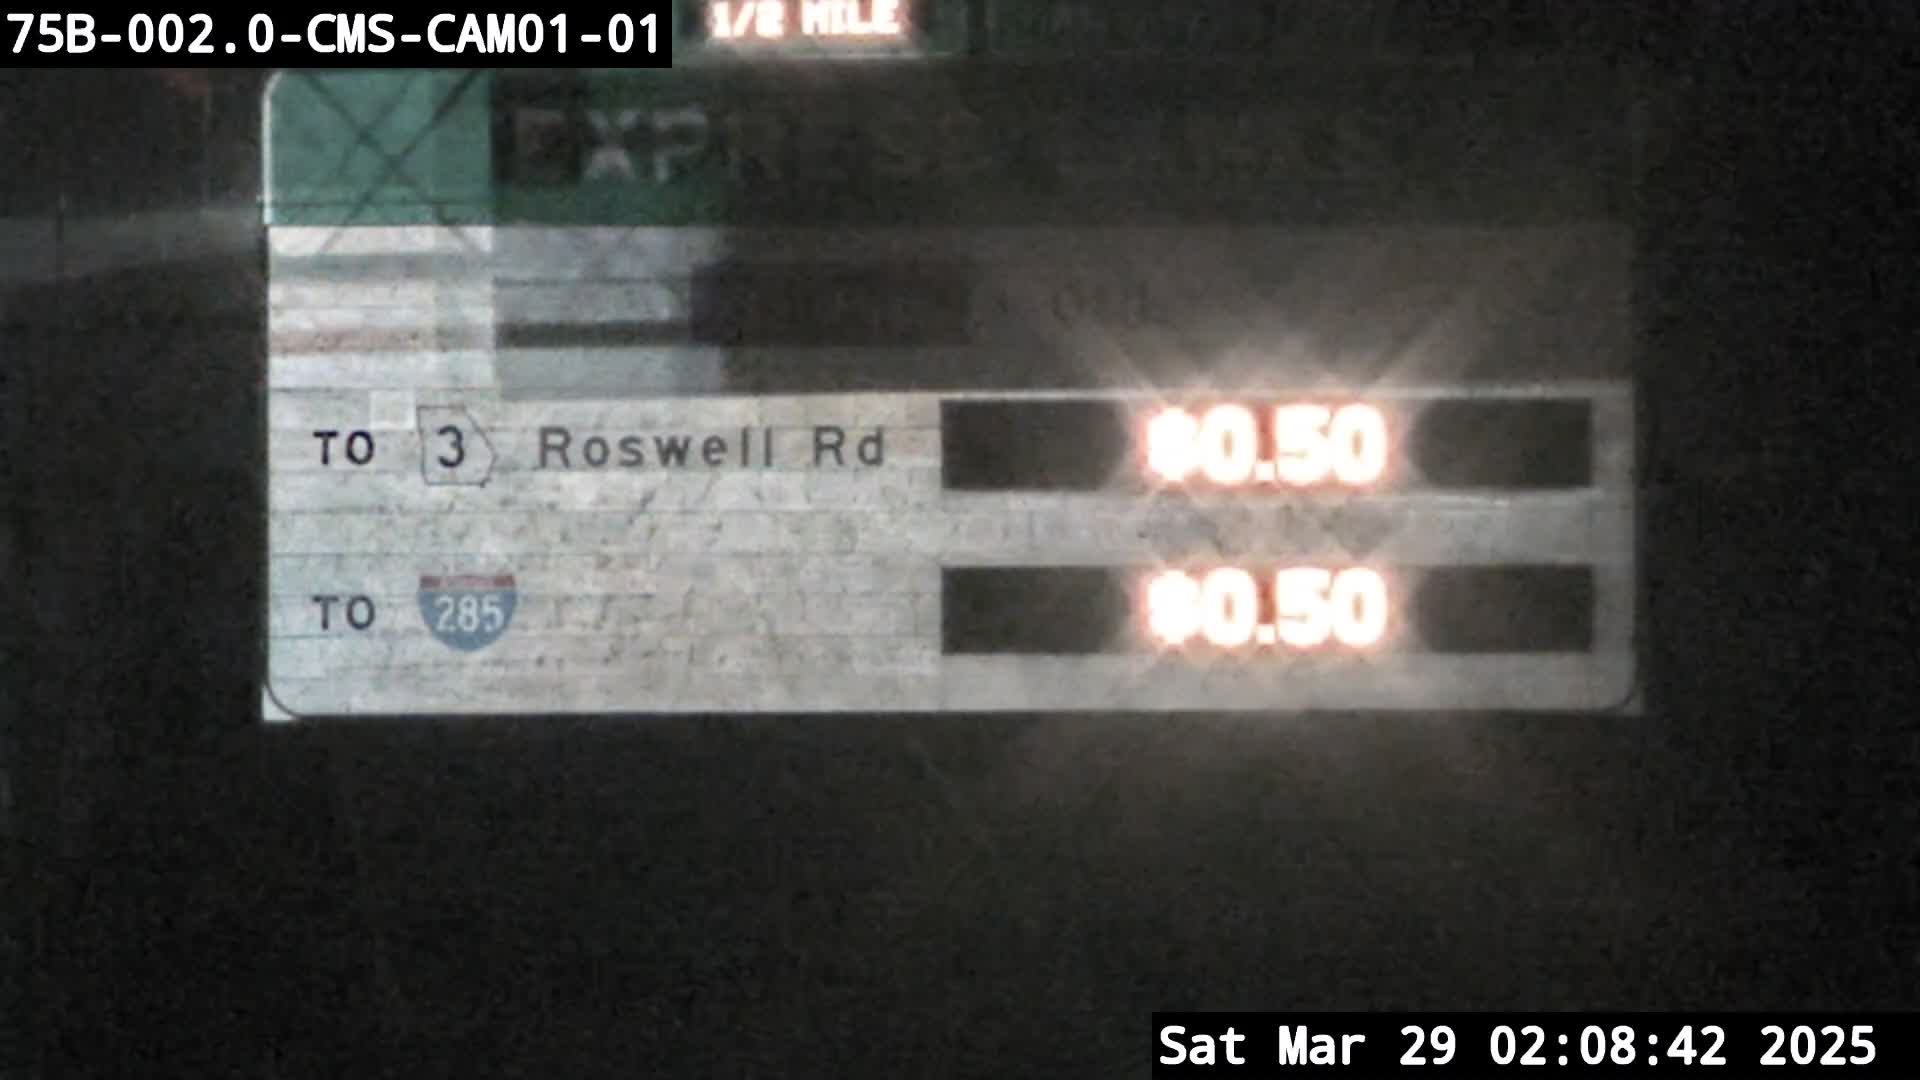 75B-002.0-CMS-CAM01-01
1/2 MILE
EXP
TO 3 Roswell Rd $0.50
TO 285 $0.50
Sat Mar 29 02:08:42 2025